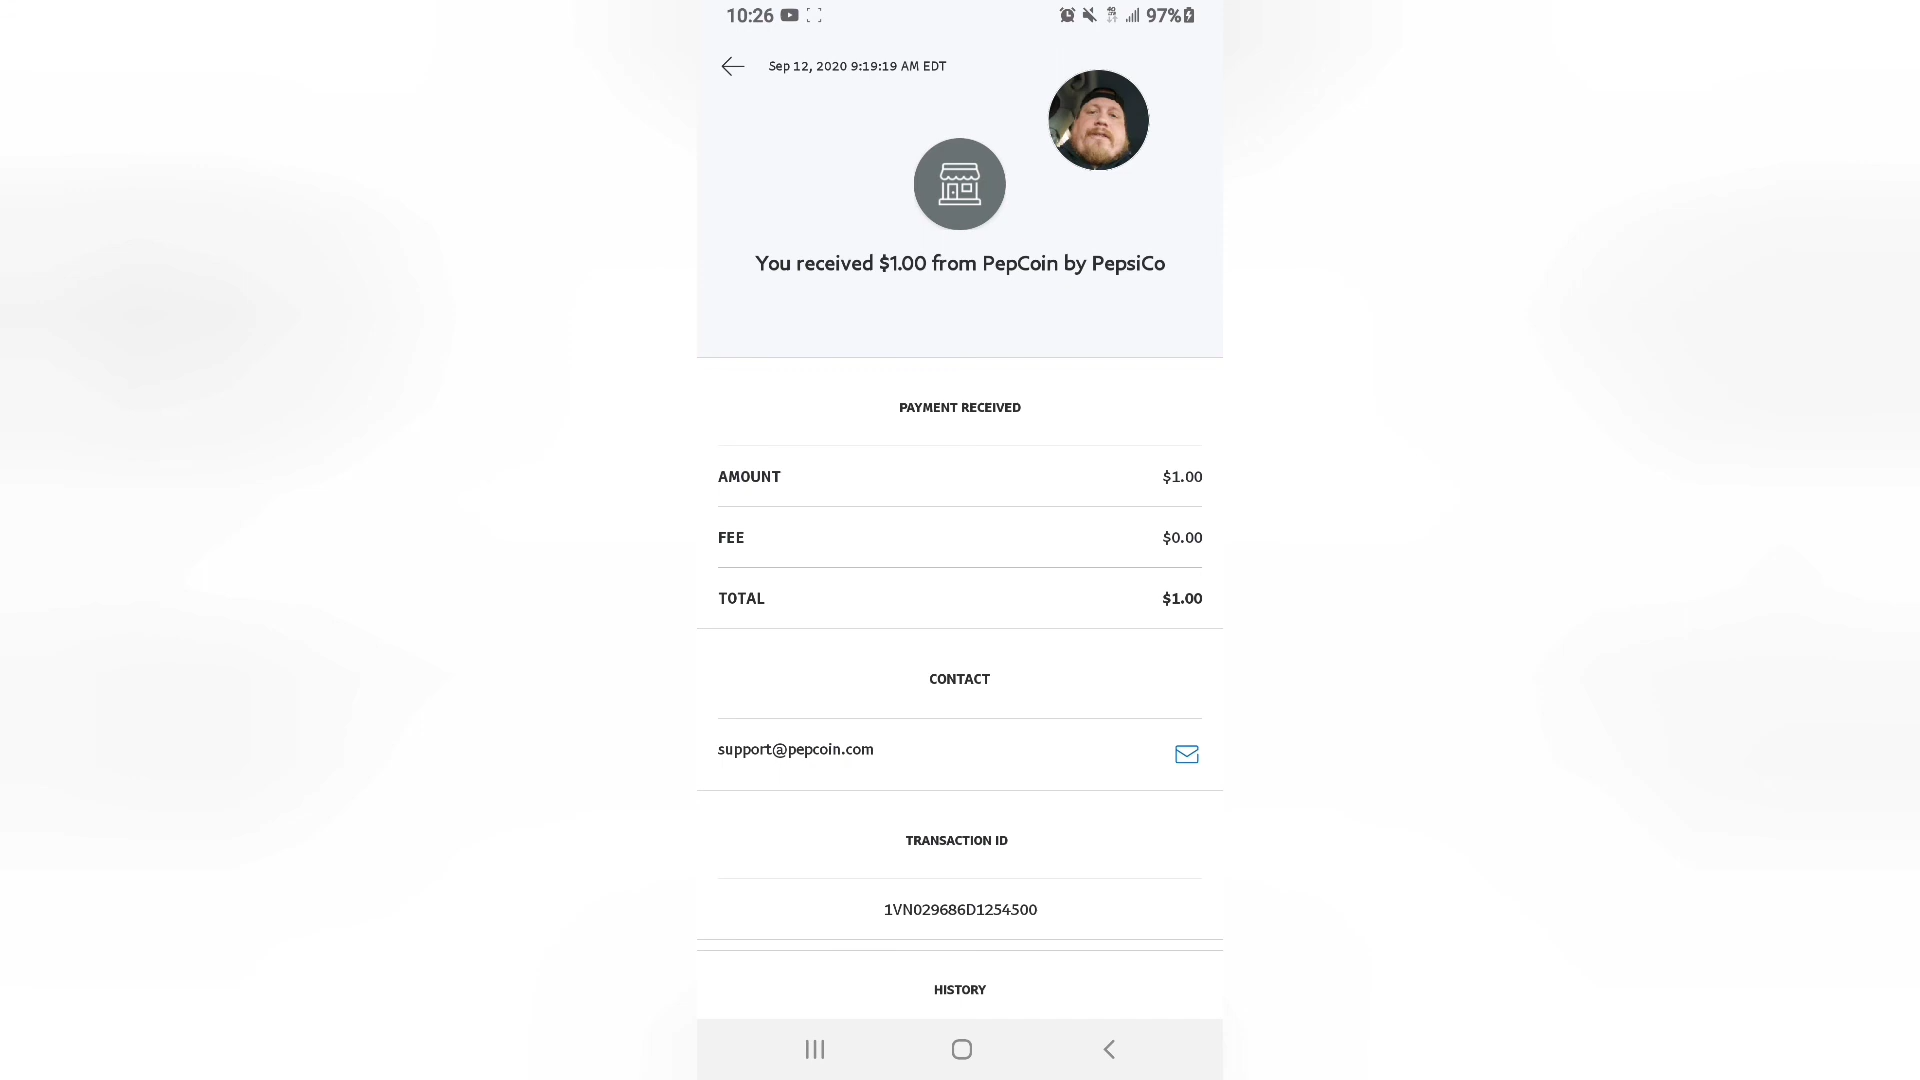 10:26 97%
Sep 12, 2020 9:19:19 AM EDT
You received $1.00 from PepCoin by PepsiCo
PAYMENT RECEIVED
AMOUNT $1.00
FEE $0.00
TOTAL $1.00
CONTACT
support@pepcoin.com
TRANSACTION ID
1VN029686D1254500
HISTORY